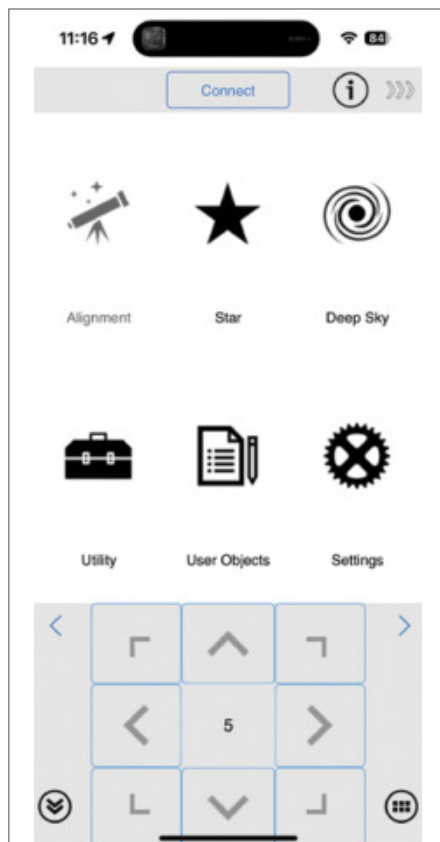 11:16
84
Connect
i
Alignment Star Deep Sky
Utility User Objects Settings
5